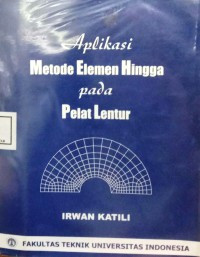 Aplikasi
Metode Elemen Hingga
pada
Pelat Lentur
IRWAN KATILI
FAKULTAS TEKNIK UNIVERSITAS INDONESIA